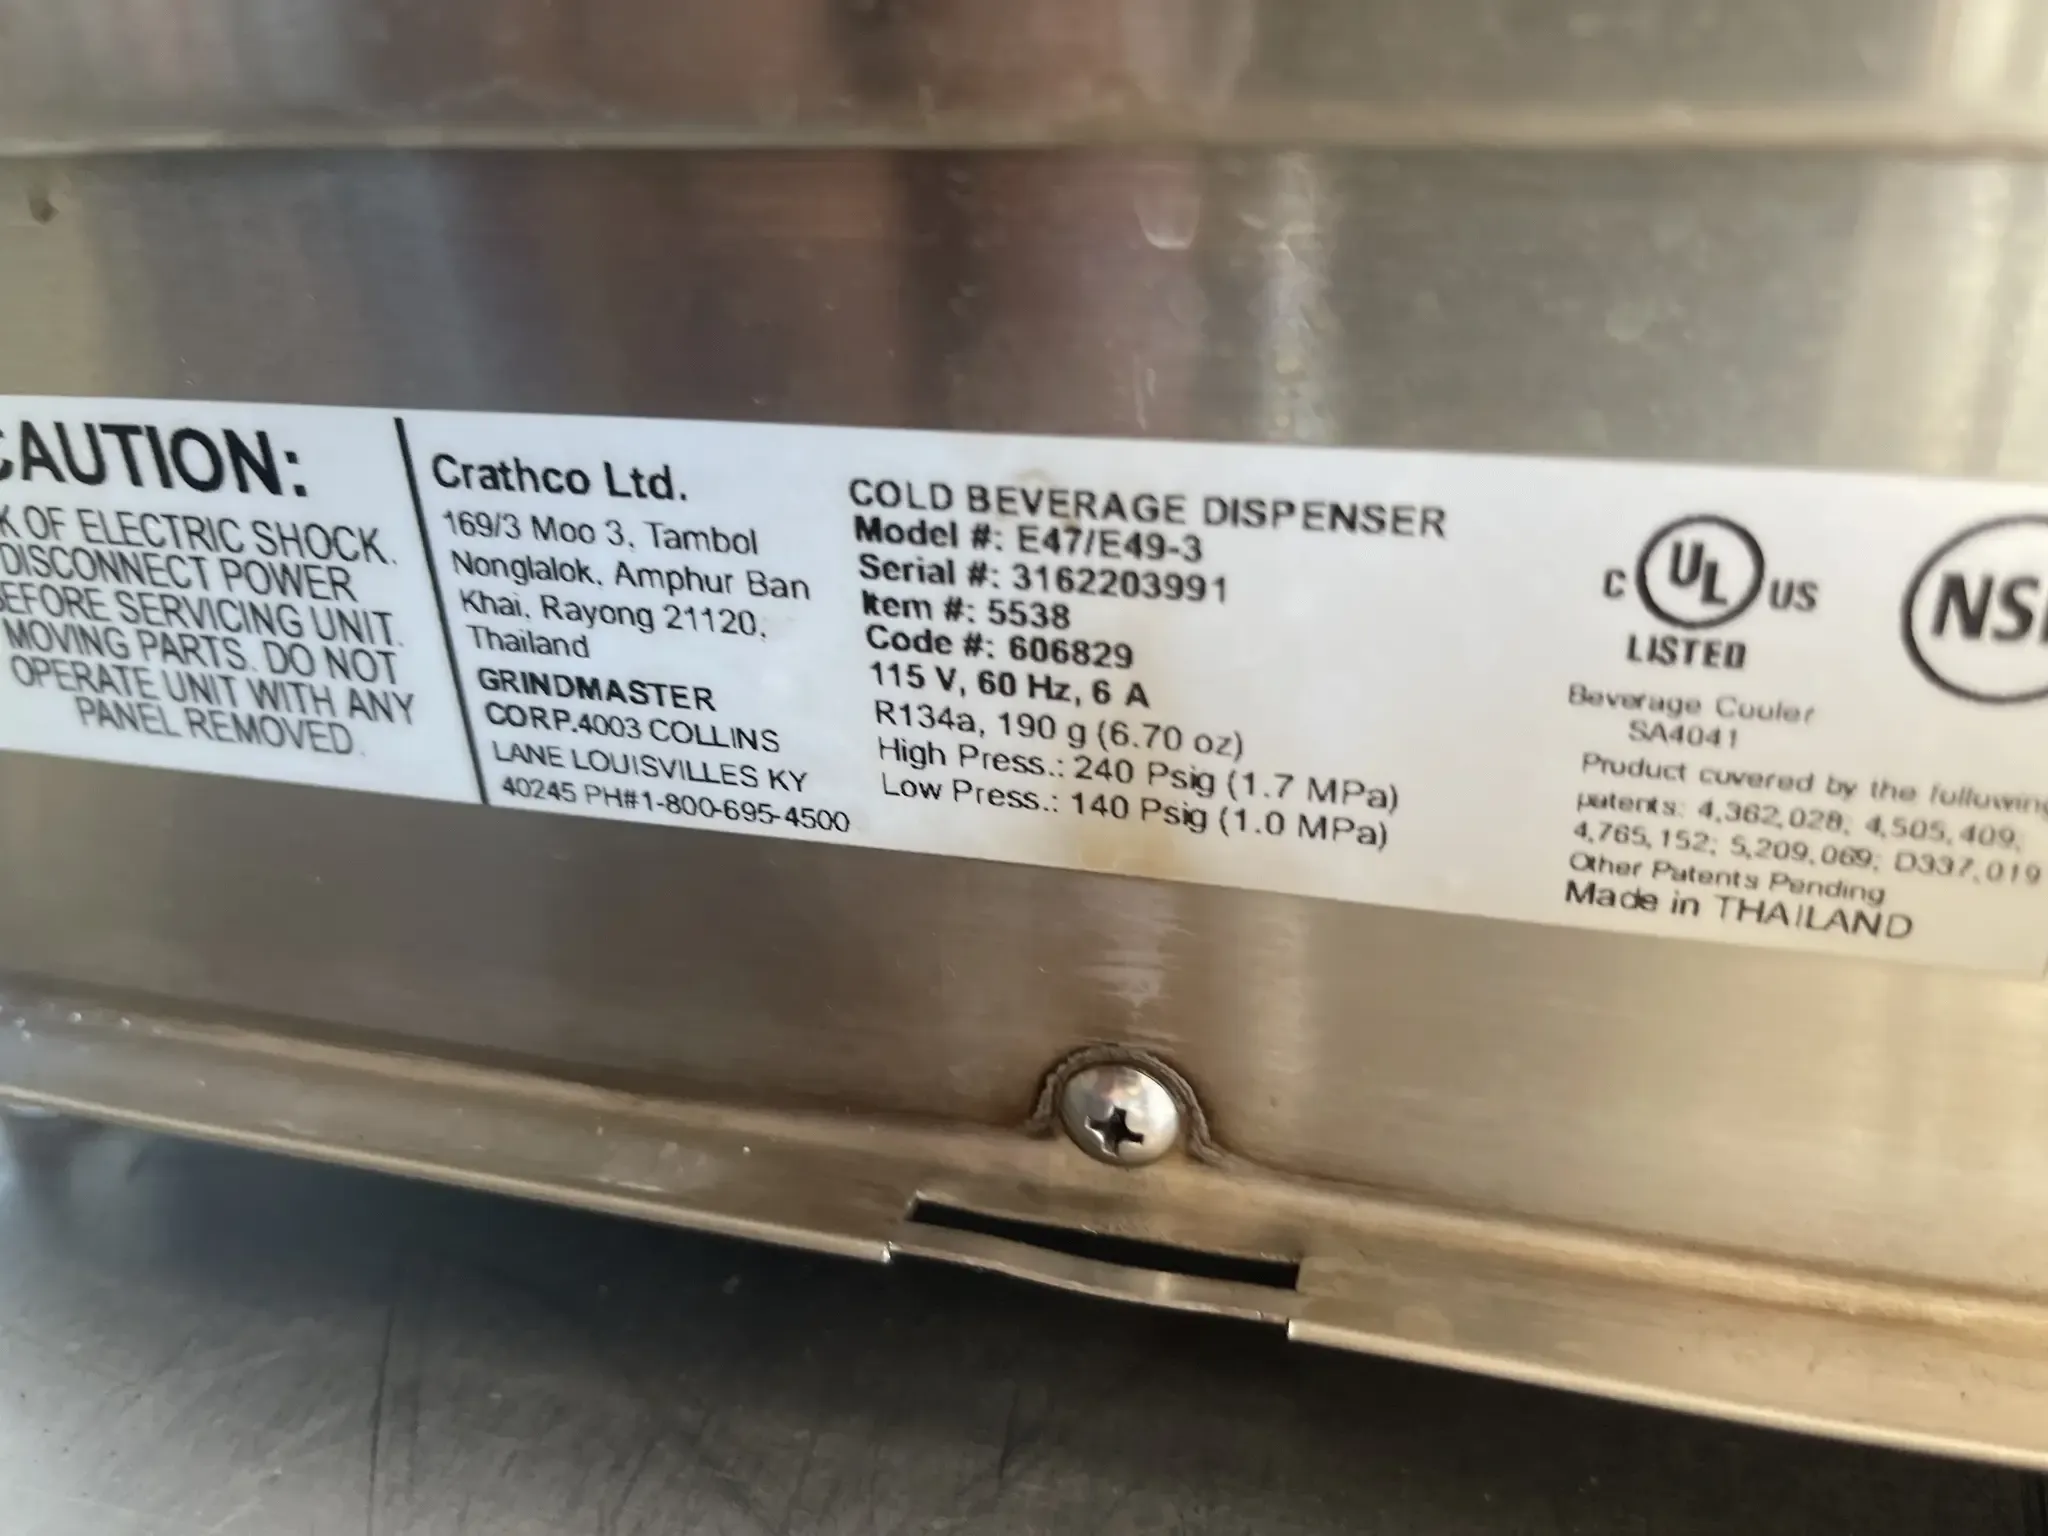 CAUTION:
K OF ELECTRIC SHOCK.
DISCONNECT POWER
BEFORE SERVICING UNIT.
MOVING PARTS. DO NOT
OPERATE UNIT WITH ANY
PANEL REMOVED.
Crathco Ltd.
169/3 Moo 3, Tambol
Nonglalok, Amphur Ban
Khai, Rayong 21120,
Thailand
GRINDMASTER
CORP.4003 COLLINS
LANE LOUISVILLES KY
40245 PH#1-800-695-4500
COLD BEVERAGE DISPENSER
Model #: E47/E49-3
Serial #: 3162203991
Item #: 5538
Code #: 606829
115 V, 60 Hz, 6 A
R134a, 190 g (6.70 oz)
High Press.: 240 Psig (1.7 MPa)
Low Press.: 140 Psig (1.0 MPa)
C UL US
LISTED
Beverage Cooler
SA4041
Product covered by the following
patents: 4,362,028; 4,505,409;
4,765,152; 5,209,069; D337,019
Other Patents Pending
Made in THAILAND
NSF